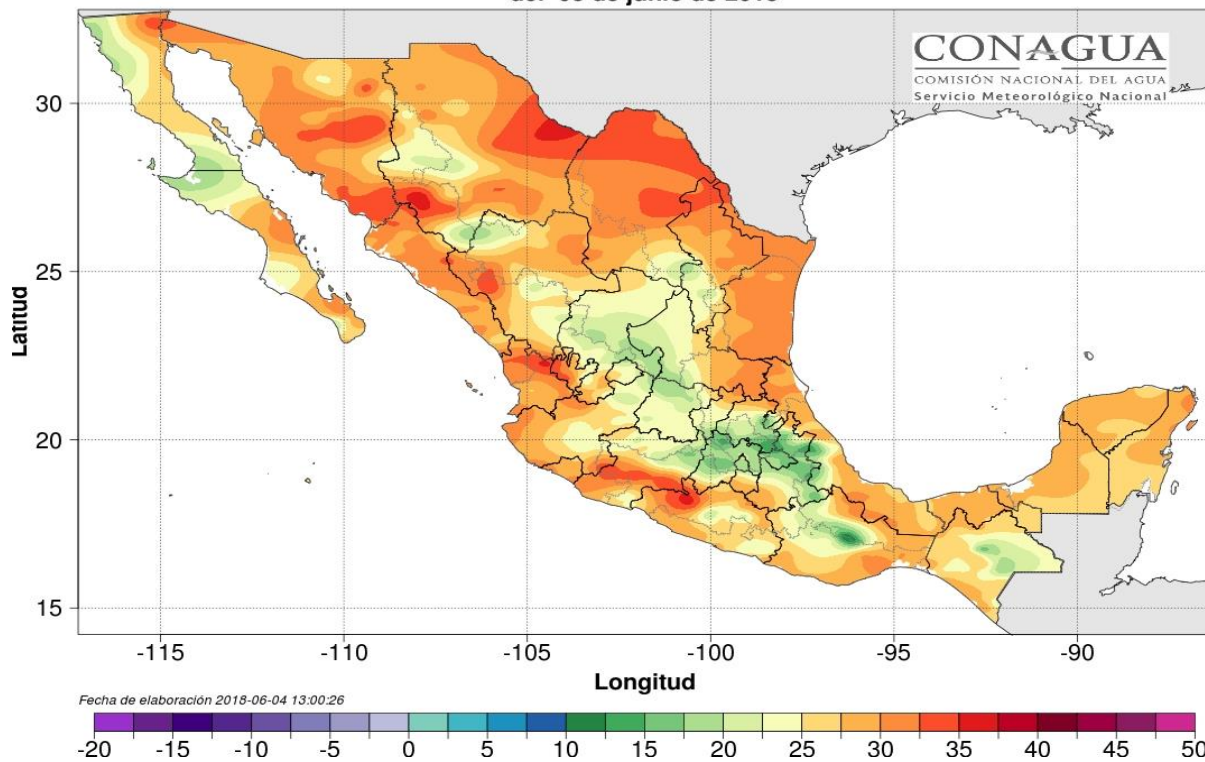 CONAGUA
COMISIÓN NACIONAL DEL AGUA
Servicio Meteorológico Nacional
30
25
20
15
Latitud
-115 -110 -105 -100 -95 -90
Longitud
Fecha de elaboración 2018-06-04 13:00:26
-20 -15 -10 -5 0 5 10 15 20 25 30 35 40 45 50